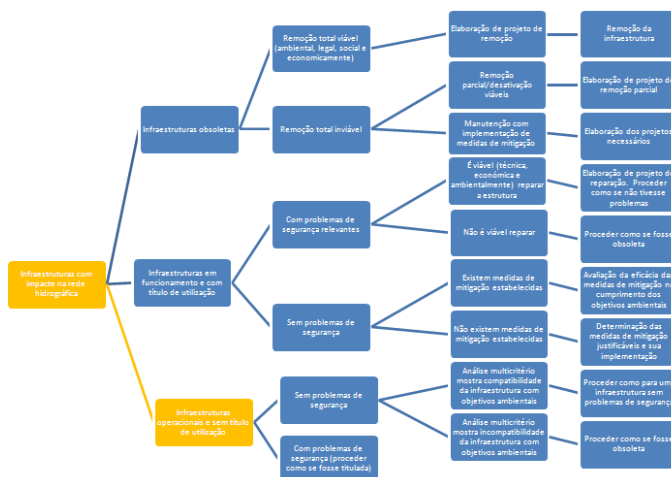 Infraestruturas com
impacte na rede
hidrográfica
Infraestruturas obsoletas
Remoção total viável
(ambiental, legal, social e
economicamente)
Elaboração de projeto de
remoção
Remoção da
infraestrutura
Remoção total inviável
Remoção
parcial/desativação
viáveis
Elaboração de projeto de
remoção parcial
Manutenção com
implementação de
medidas de mitigação
Elaboração dos projetos
necessários
Infraestruturas em
funcionamento e com
título de utilização
Com problemas de
segurança relevantes
É viável (técnica,
económica e
ambientalmente) reparar
a estrutura
Elaboração de projeto de
reparação. Proceder
como se não tivesse
problemas
Não é viável reparar
Proceder como se fosse
obsoleta
Sem problemas de
segurança
Existem medidas de
mitigação estabelecidas
Avaliação da eficácia das
medidas de mitigação no
cumprimento dos
objetivos ambientais
Não existem medidas de
mitigação estabelecidas
Determinação das
medidas de mitigação
justificáveis e sua
implementação
Infraestruturas
operacionais e sem título
de utilização
Sem problemas de
segurança
Análise multicritério
mostra compatibilidade
da infraestrutura com
objetivos ambientais
Proceder como para uma
infraestrutura sem
problemas de segurança
Análise multicritério
mostra incompatibilidade
da infraestrutura com
objetivos ambientais
Proceder como se fosse
obsoleta
Com problemas de
segurança (proceder
como se fosse titulada)